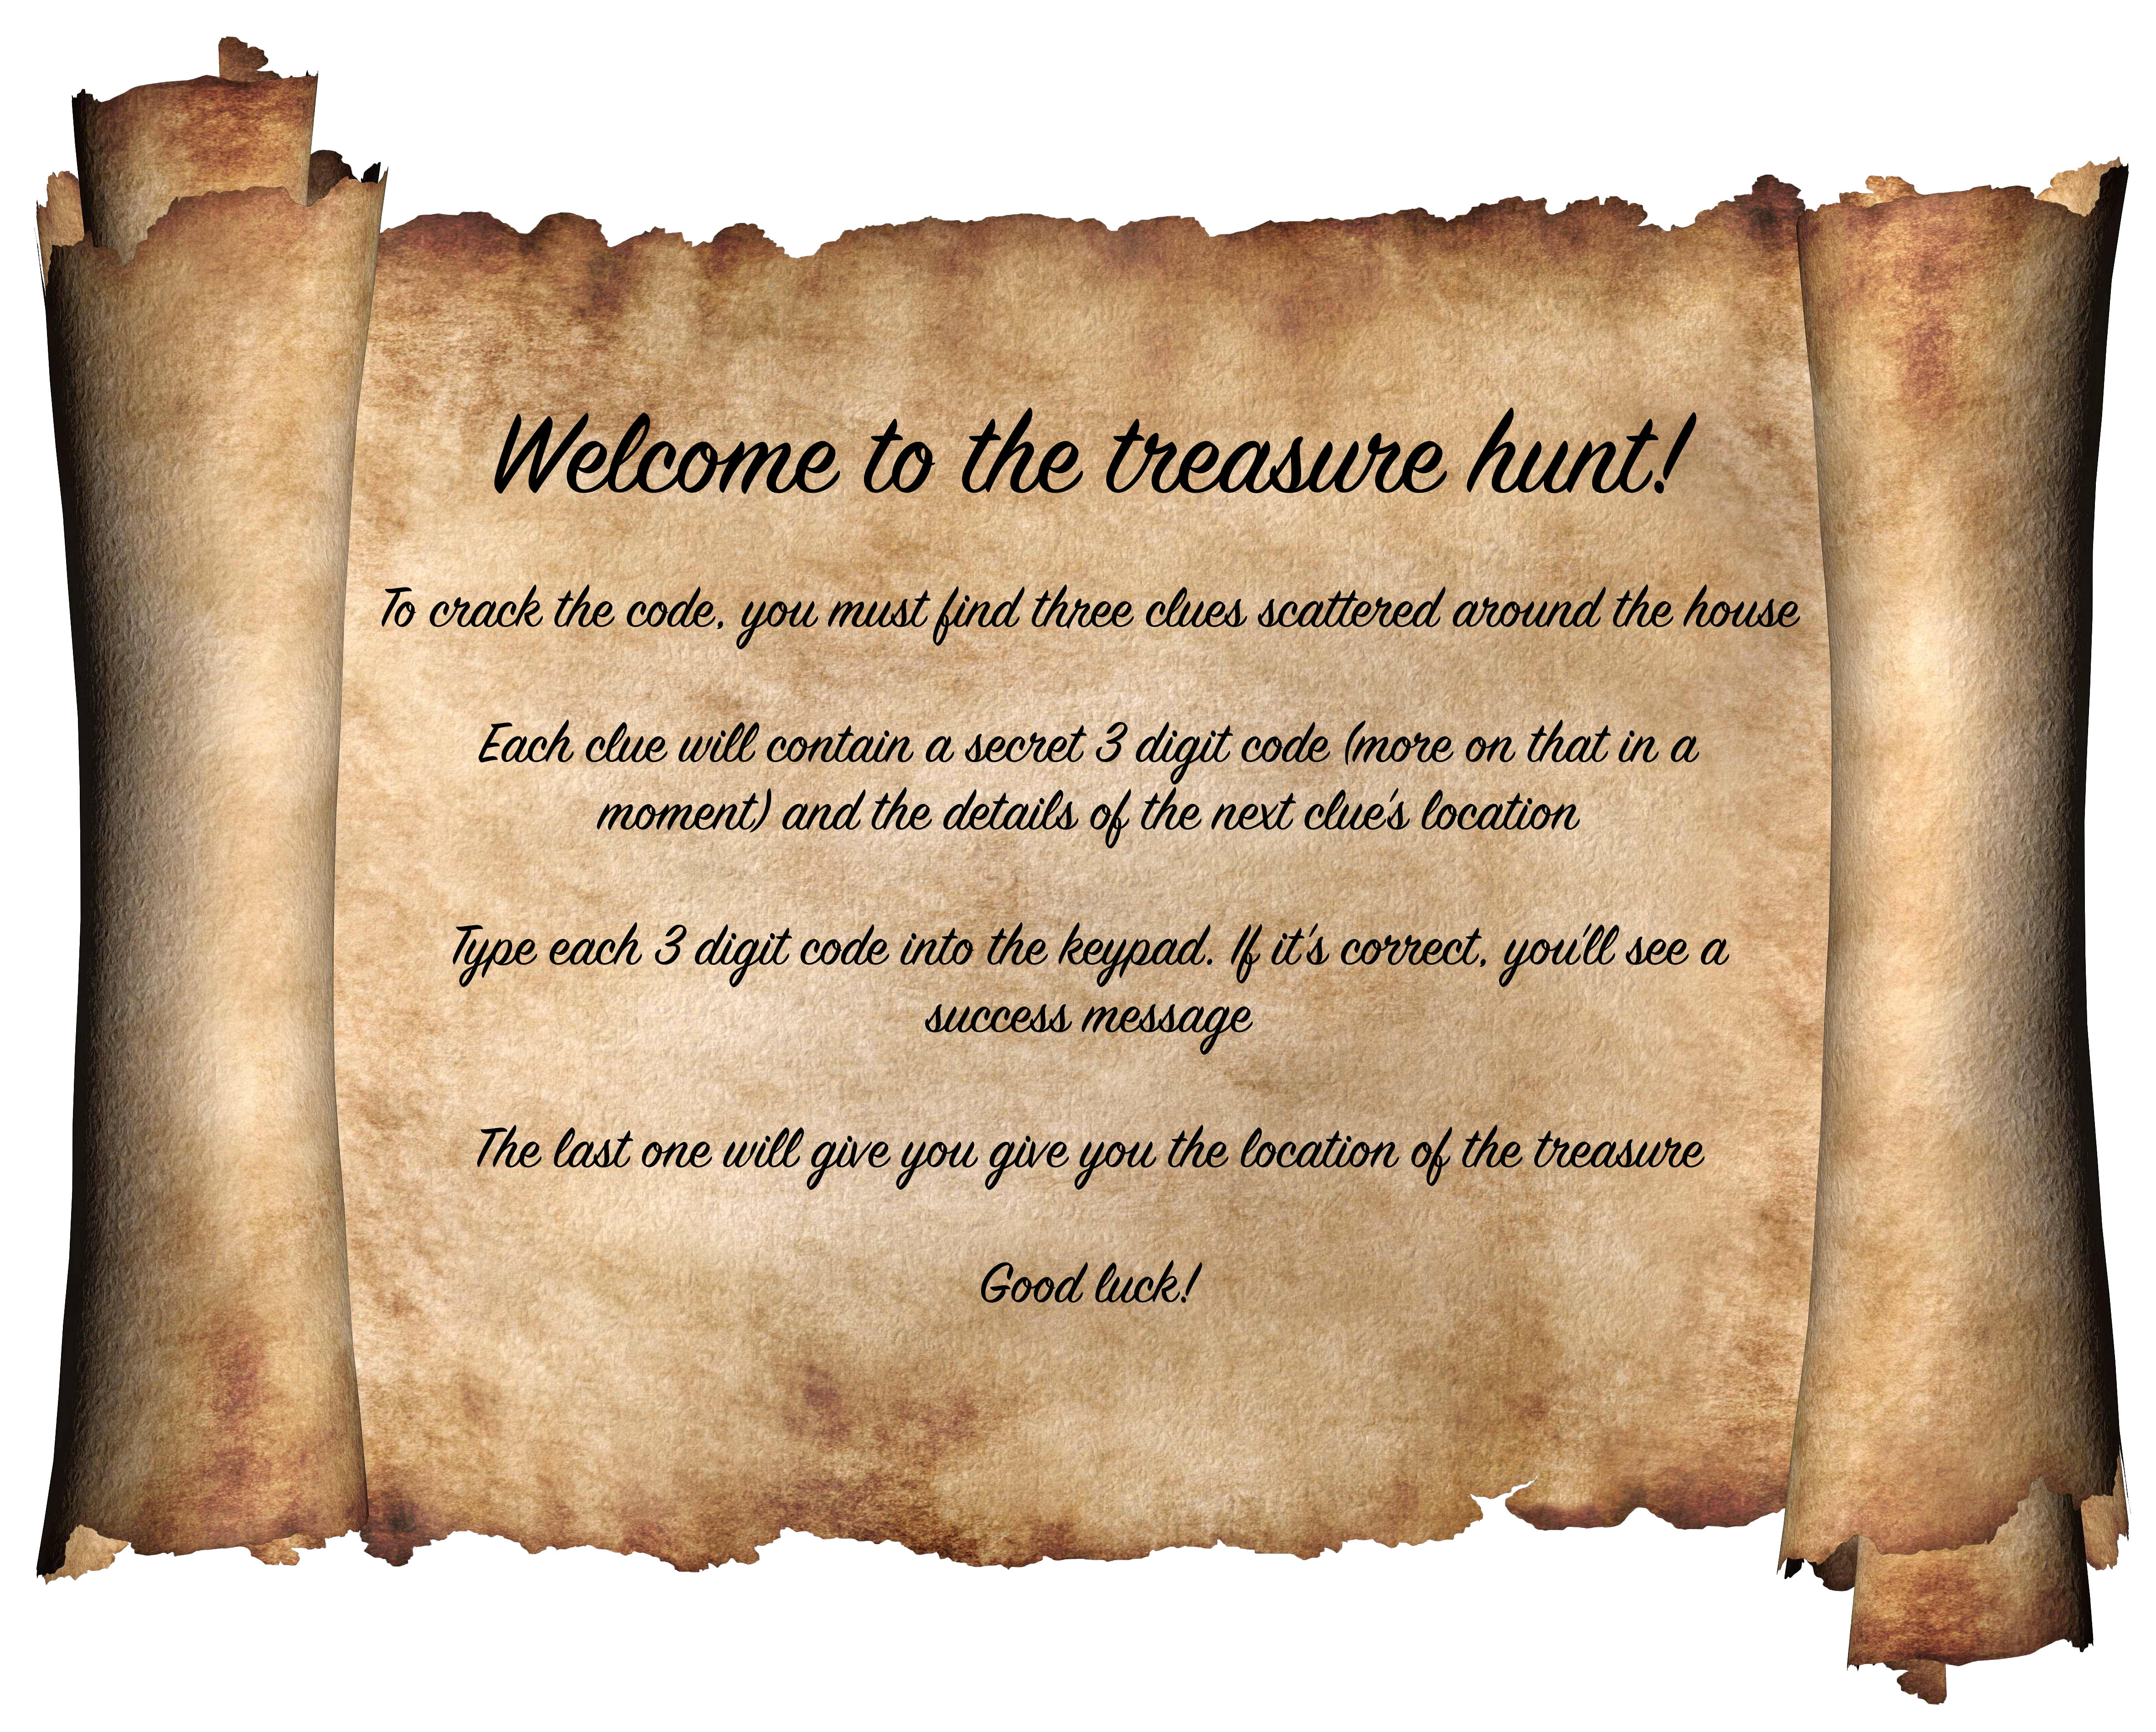 Welcome to the treasure hunt!
To crack the code, you must find three clues scattered around the house
Each clue will contain a secret 3 digit code (more on that in a
moment) and the details of the next clue's location
Type each 3 digit code into the keypad. If it's correct, you'll see a
success message
The last one will give you give you the location of the treasure
Good luck!